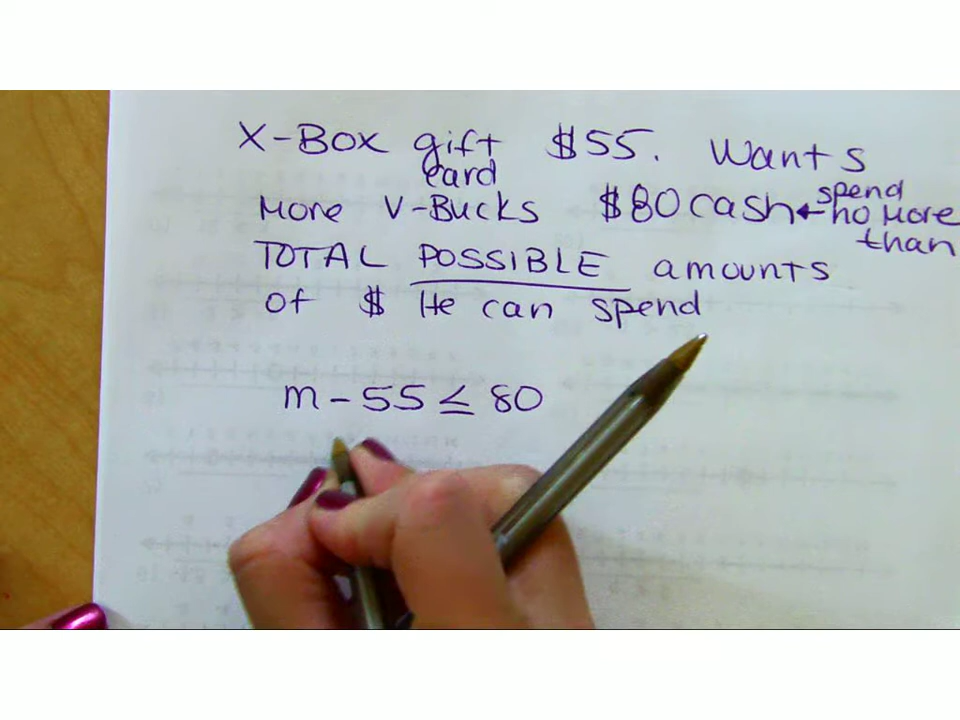 X-Box gift $55. Wants
card
More V-Bucks $80 cash ← spend
no more
than
TOTAL POSSIBLE amounts
of $ He can spend
m - 55 ≤ 80